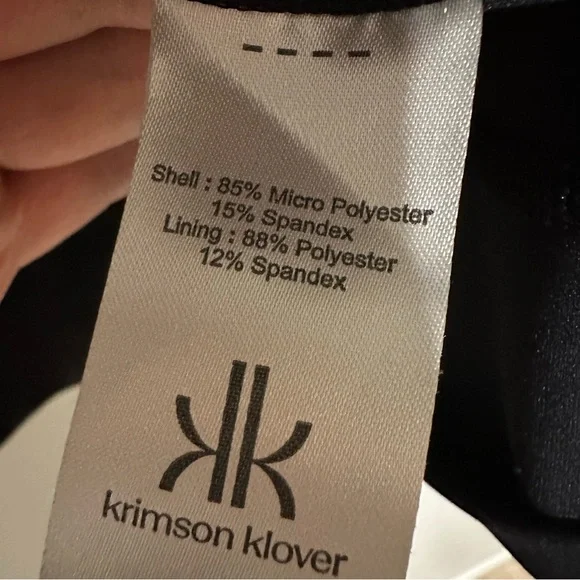 Shell : 85% Micro Polyester
15% Spandex
Lining : 88% Polyester
12% Spandex
krimson klover